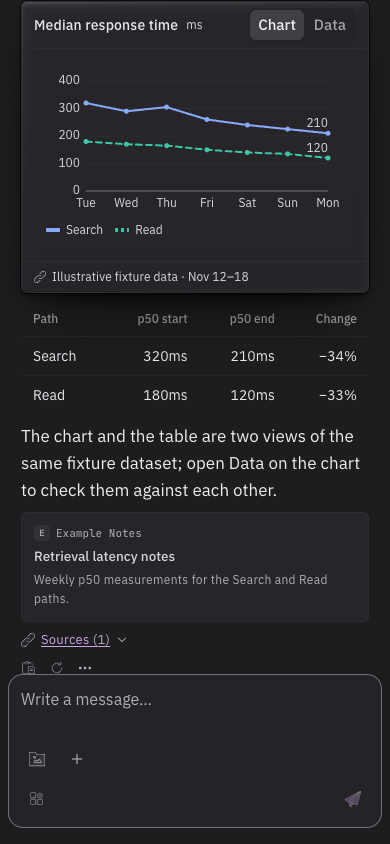 Median response time ms Chart Data
400
300
200
100
0
210
120
Tue Wed Thu Fri Sat Sun Mon
Search Read
Illustrative fixture data · Nov 12–18
Path p50 start p50 end Change
Search 320ms 210ms −34%
Read 180ms 120ms −33%
The chart and the table are two views of the
same fixture dataset; open Data on the chart
to check them against each other.
E Example Notes
Retrieval latency notes
Weekly p50 measurements for the Search and Read
paths.
Sources (1)
Write a message...